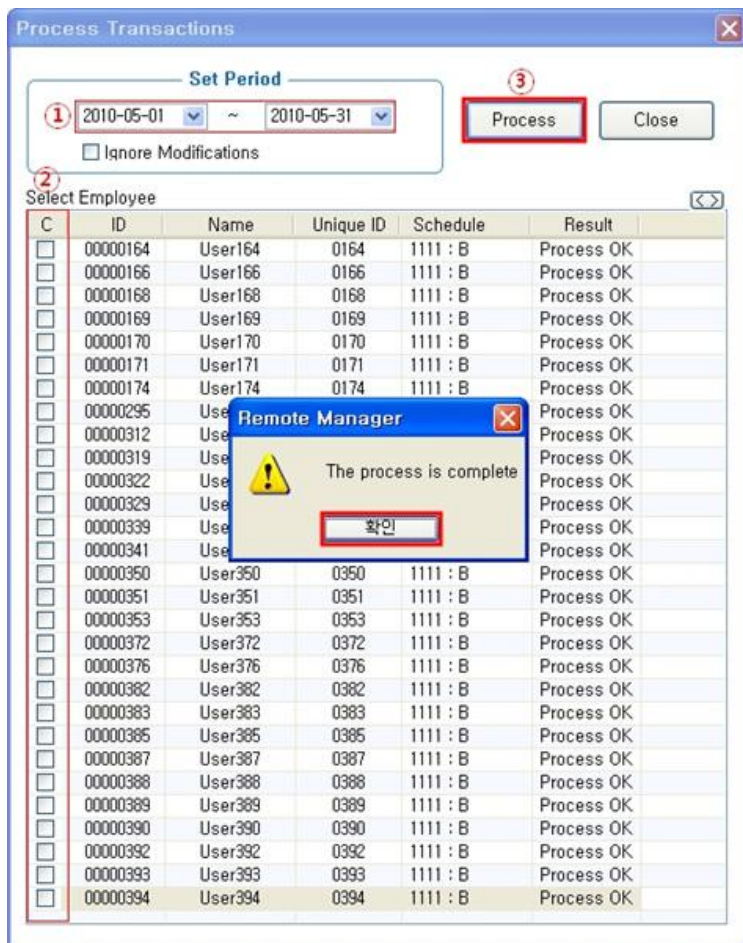 Process Transactions
Set Period
③
① 2010-05-01 ~ 2010-05-31
Process
Close
Ignore Modifications
②
Select Employee
C ID Name Unique ID Schedule Result
00000164 User164 0164 1111 : B Process OK
00000166 User166 0166 1111 : B Process OK
00000168 User168 0168 1111 : B Process OK
00000169 User169 0169 1111 : B Process OK
00000170 User170 0170 1111 : B Process OK
00000171 User171 0171 1111 : B Process OK
00000174 User174 0174 1111 : B Process OK
00000295 Use Process OK
00000312 Use Process OK
00000319 Use Process OK
00000322 Use Process OK
00000329 Use Process OK
00000339 Use Process OK
00000341 Use Process OK
Remote Manager
The process is complete
확인
00000350 User350 0350 1111 : B Process OK
00000351 User351 0351 1111 : B Process OK
00000353 User353 0353 1111 : B Process OK
00000372 User372 0372 1111 : B Process OK
00000376 User376 0376 1111 : B Process OK
00000382 User382 0382 1111 : B Process OK
00000383 User383 0383 1111 : B Process OK
00000385 User385 0385 1111 : B Process OK
00000387 User387 0387 1111 : B Process OK
00000388 User388 0388 1111 : B Process OK
00000389 User389 0389 1111 : B Process OK
00000390 User390 0390 1111 : B Process OK
00000392 User392 0392 1111 : B Process OK
00000393 User393 0393 1111 : B Process OK
00000394 User394 0394 1111 : B Process OK